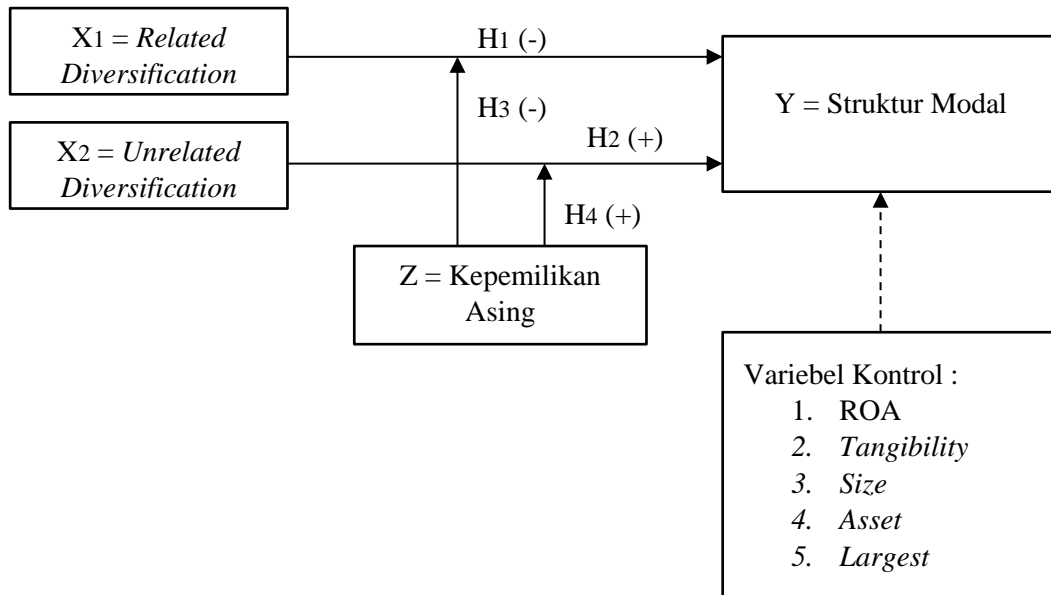 X1 = Related
Diversification
H1 (-)
Y = Struktur Modal
H3 (-)
X2 = Unrelated
Diversification
H2 (+)
H4 (+)
Z = Kepemilikan
Asing
Variebel Kontrol :
1. ROA
2. Tangibility
3. Size
4. Asset
5. Largest